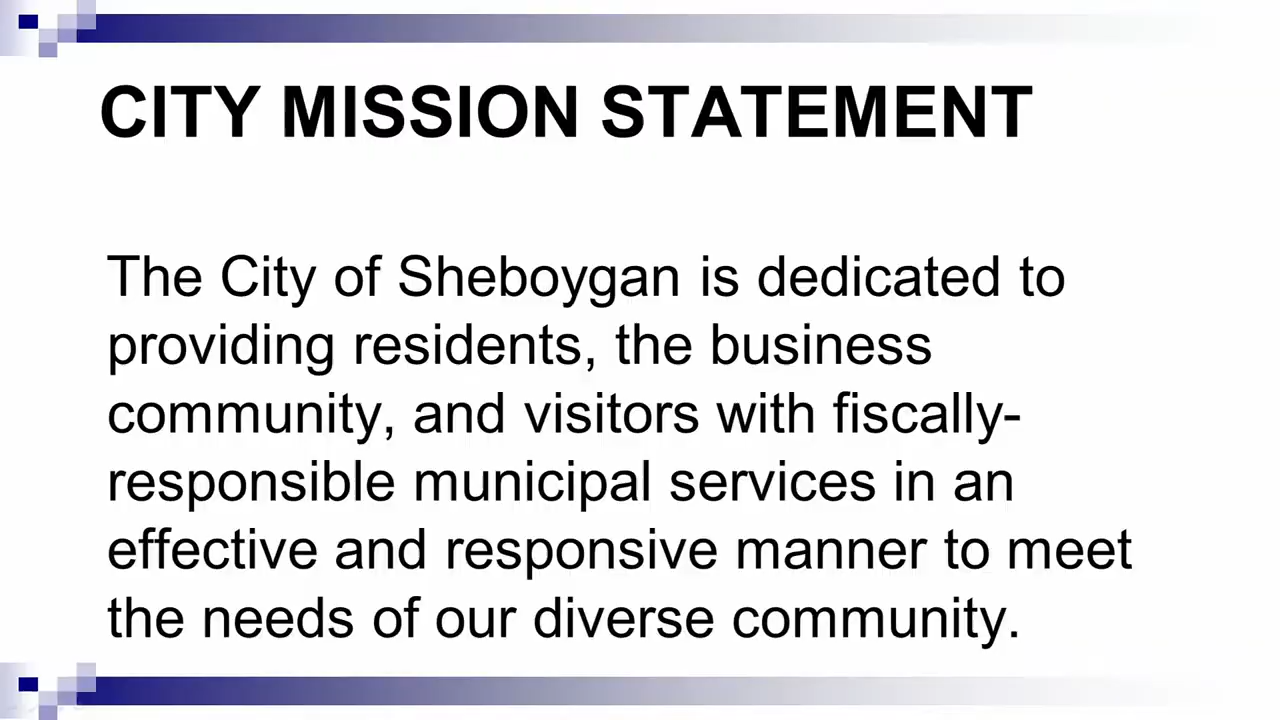 CITY MISSION STATEMENT
The City of Sheboygan is dedicated to
providing residents, the business
community, and visitors with fiscally-
responsible municipal services in an
effective and responsive manner to meet
the needs of our diverse community.